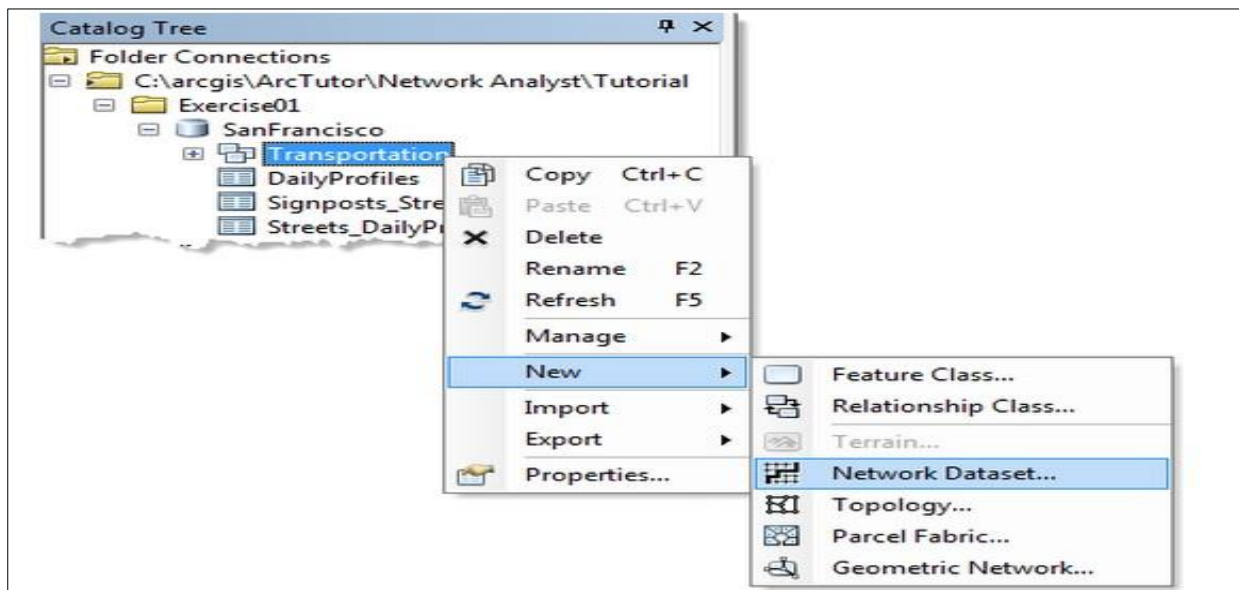 Catalog Tree
Folder Connections
C:\arcgis\ArcTutor\Network Analyst\Tutorial
Exercise01
SanFrancisco
Transportation
DailyProfiles
Signposts_Stre
Streets_DailyP
Copy Ctrl+C
Paste Ctrl+V
Delete
Rename F2
Refresh F5
Manage
New
Import
Export
Properties...
Feature Class...
Relationship Class...
Terrain...
Network Dataset...
Topology...
Parcel Fabric...
Geometric Network...